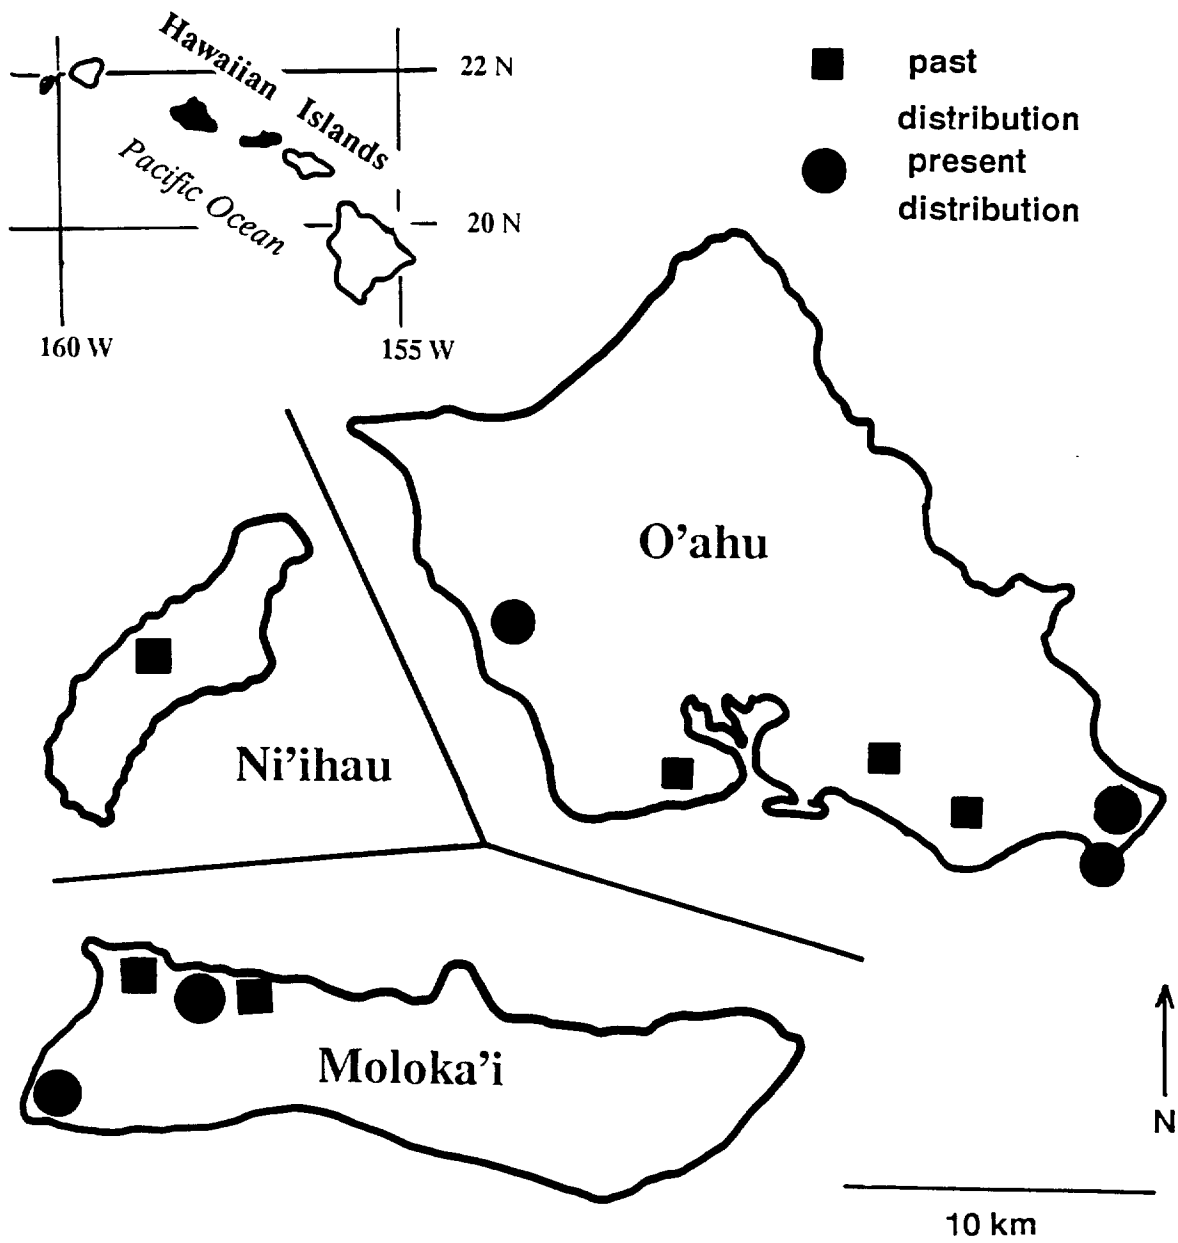 Hawaiian Islands
Pacific Ocean
22 N
20 N
160 W
155 W
past
distribution
present
distribution
O’ahu
Ni’ihau
Moloka’i
N
10 km